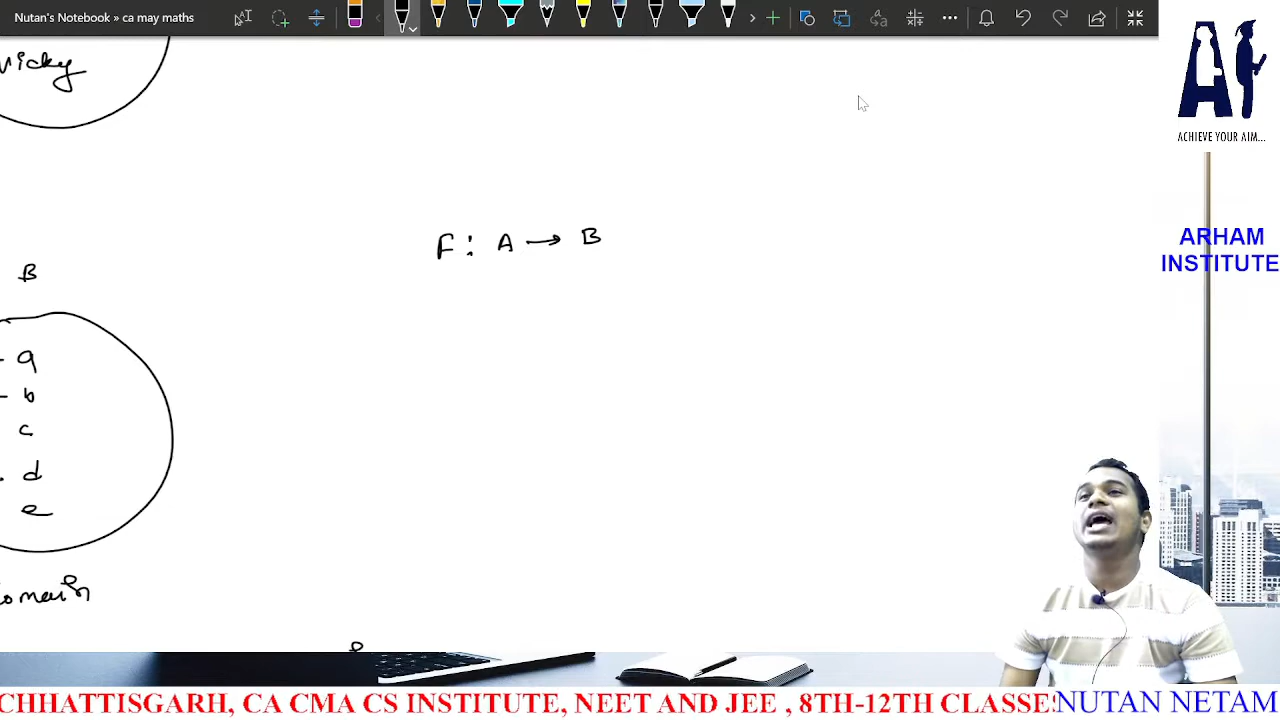 Nutan's Notebook » ca may maths
Vicky
F : A → B
B
a
b
c
d
e
ACHIEVE YOUR AIM...
ARHAM
INSTITUTE
CHHATTISGARH, CA CMA CS INSTITUTE, NEET AND JEE , 8TH-12TH CLASSES
NUTAN NETAM